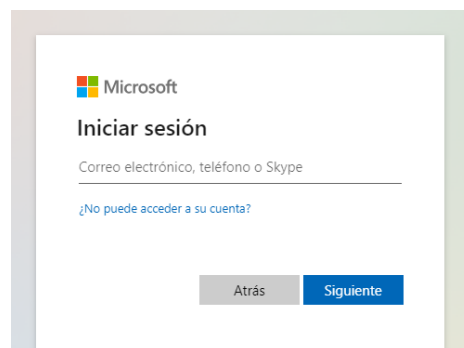 Microsoft
Iniciar sesión
Correo electrónico, teléfono o Skype
¿No puede acceder a su cuenta?
Atrás Siguiente